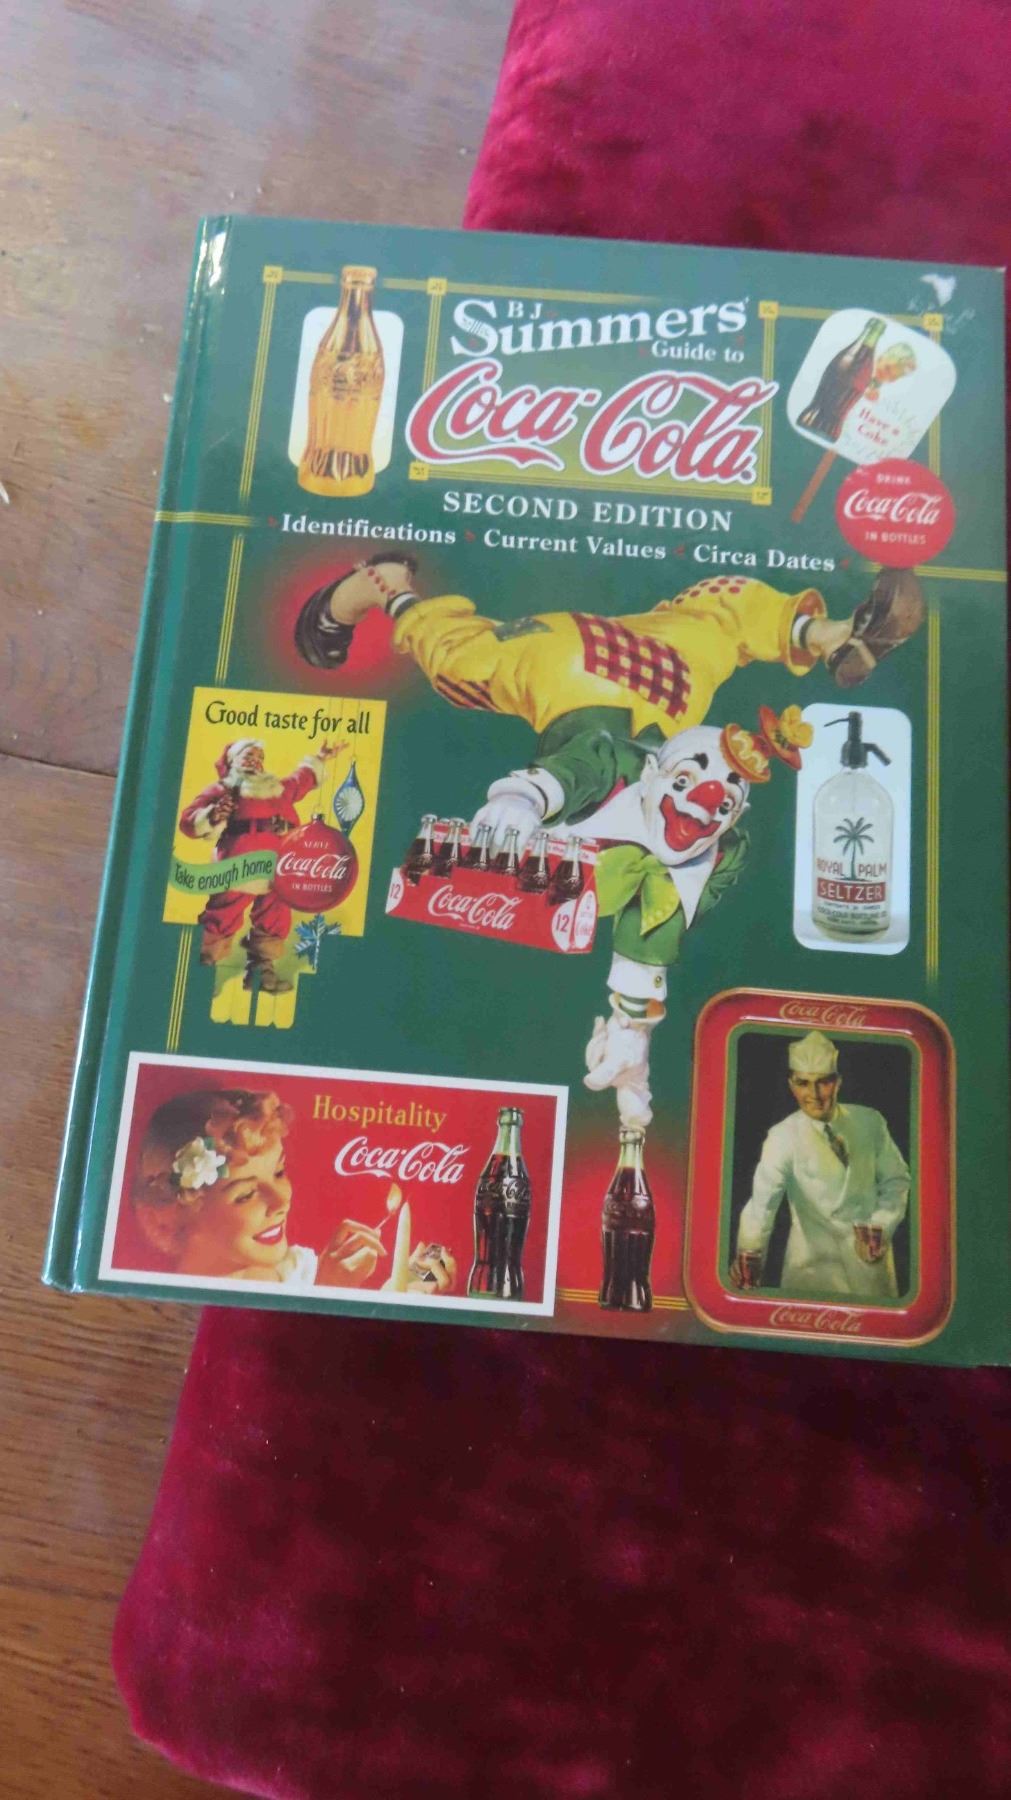 BJ
Summers'
Guide to
Coca-Cola
SECOND EDITION
Identifications Current Values Circa Dates
Have a
Coke
DRINK
Coca-Cola
IN BOTTLES
Good taste for all
SERVE
Coca-Cola
IN BOTTLES
Take enough home
12
Coca-Cola
12
ROYAL PALM
SELTZER
Coca-Cola
Hospitality
Coca-Cola
Coca-Cola